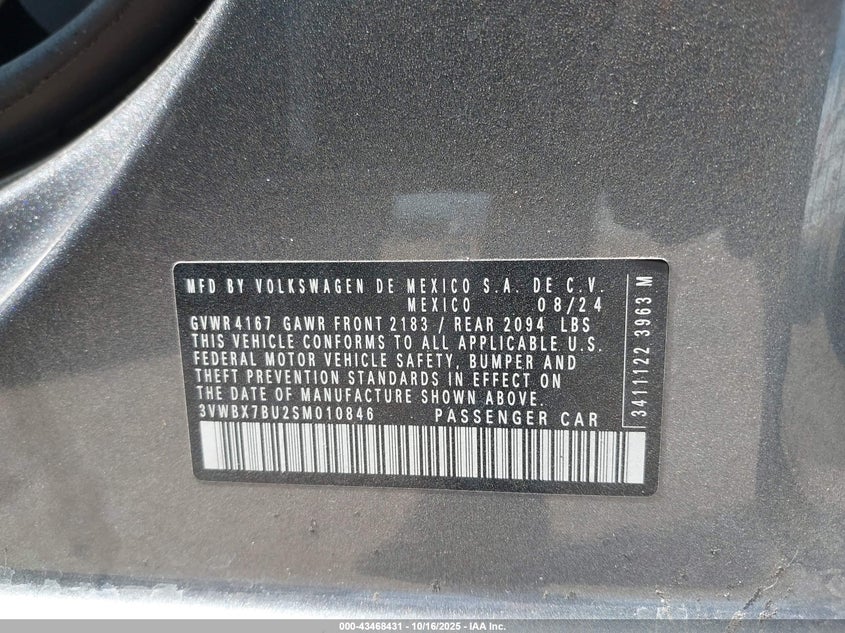 MFD BY VOLKSWAGEN DE MEXICO S.A. DE C.V.
MEXICO 08/24
GVWR 4167 GAWR FRONT 2183 / REAR 2094 LBS
THIS VEHICLE CONFORMS TO ALL APPLICABLE U.S.
FEDERAL MOTOR VEHICLE SAFETY, BUMPER AND
THEFT PREVENTION STANDARDS IN EFFECT ON
THE DATE OF MANUFACTURE SHOWN ABOVE.
3VWBX7BU2SM010846 PASSENGER CAR
3411122 3963 M
000-43468431 - 10/16/2025 - IAA Inc.